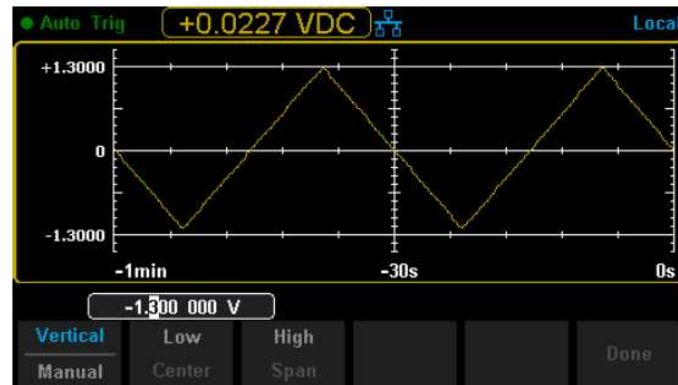 Auto Trig +0.0227 VDC Local
+1.3000
0
-1.3000
-1min -30s 0s
-1.300 000 V
Vertical Low High
Manual Center Span Done